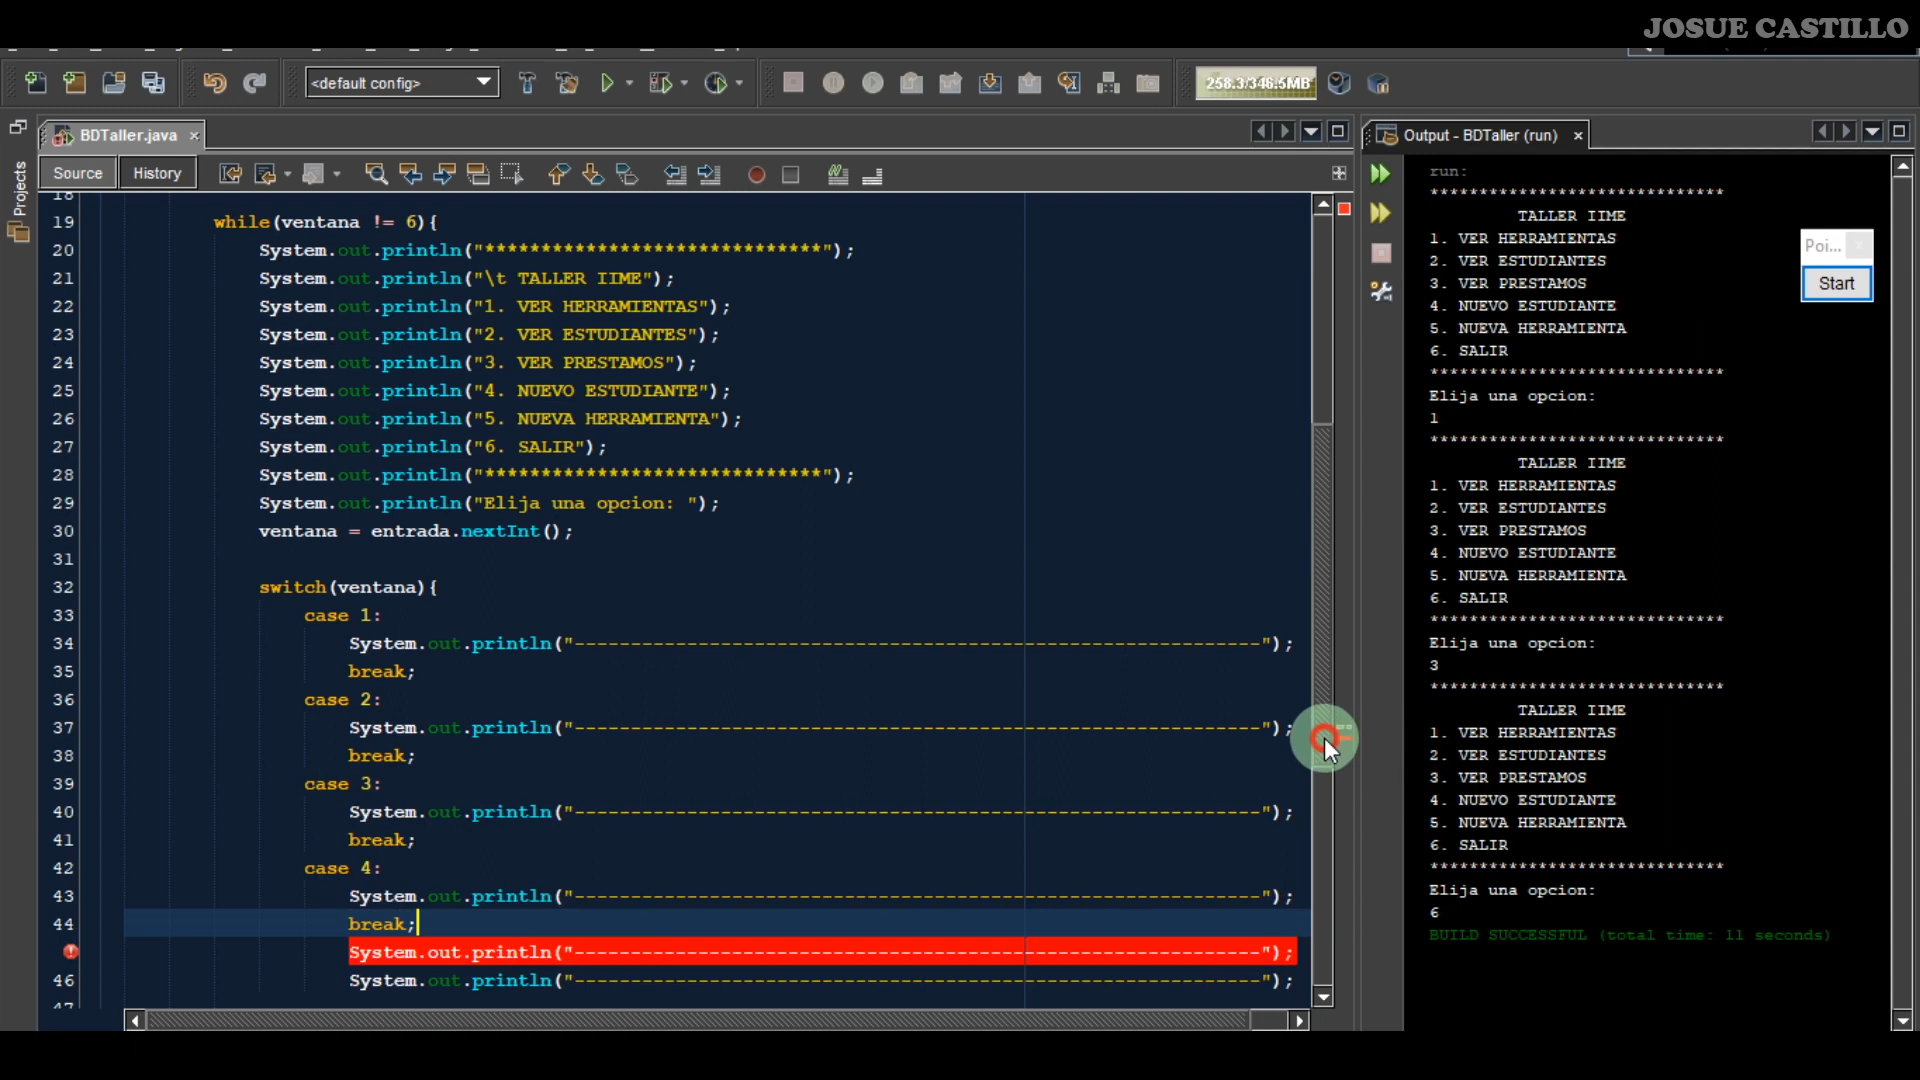 JOSUE CASTILLO
<default config>
258.3/346.5MB
BDTaller.java
Output - BDTaller (run)
Projects
Source
History
18
19 while(ventana != 6){
20 System.out.println("******************************");
21 System.out.println("\t TALLER IIME");
22 System.out.println("1. VER HERRAMIENTAS");
23 System.out.println("2. VER ESTUDIANTES");
24 System.out.println("3. VER PRESTAMOS");
25 System.out.println("4. NUEVO ESTUDIANTE");
26 System.out.println("5. NUEVA HERRAMIENTA");
27 System.out.println("6. SALIR");
28 System.out.println("******************************");
29 System.out.println("Elija una opcion: ");
30 ventana = entrada.nextInt();
31
32 switch(ventana){
33 case 1:
34 System.out.println("-------------------------------------------------------------");
35 break;
36 case 2:
37 System.out.println("-------------------------------------------------------------");
38 break;
39 case 3:
40 System.out.println("-------------------------------------------------------------");
41 break;
42 case 4:
43 System.out.println("-------------------------------------------------------------");
44 break;
System.out.println("-------------------------------------------------------------");
46 System.out.println("-------------------------------------------------------------");
47
run:
******************************
TALLER IIME
1. VER HERRAMIENTAS
2. VER ESTUDIANTES
3. VER PRESTAMOS
4. NUEVO ESTUDIANTE
5. NUEVA HERRAMIENTA
6. SALIR
******************************
Elija una opcion:
1
******************************
TALLER IIME
1. VER HERRAMIENTAS
2. VER ESTUDIANTES
3. VER PRESTAMOS
4. NUEVO ESTUDIANTE
5. NUEVA HERRAMIENTA
6. SALIR
******************************
Elija una opcion:
3
******************************
TALLER IIME
1. VER HERRAMIENTAS
2. VER ESTUDIANTES
3. VER PRESTAMOS
4. NUEVO ESTUDIANTE
5. NUEVA HERRAMIENTA
6. SALIR
******************************
Elija una opcion:
6
BUILD SUCCESSFUL (total time: 11 seconds)
Poi...
Start